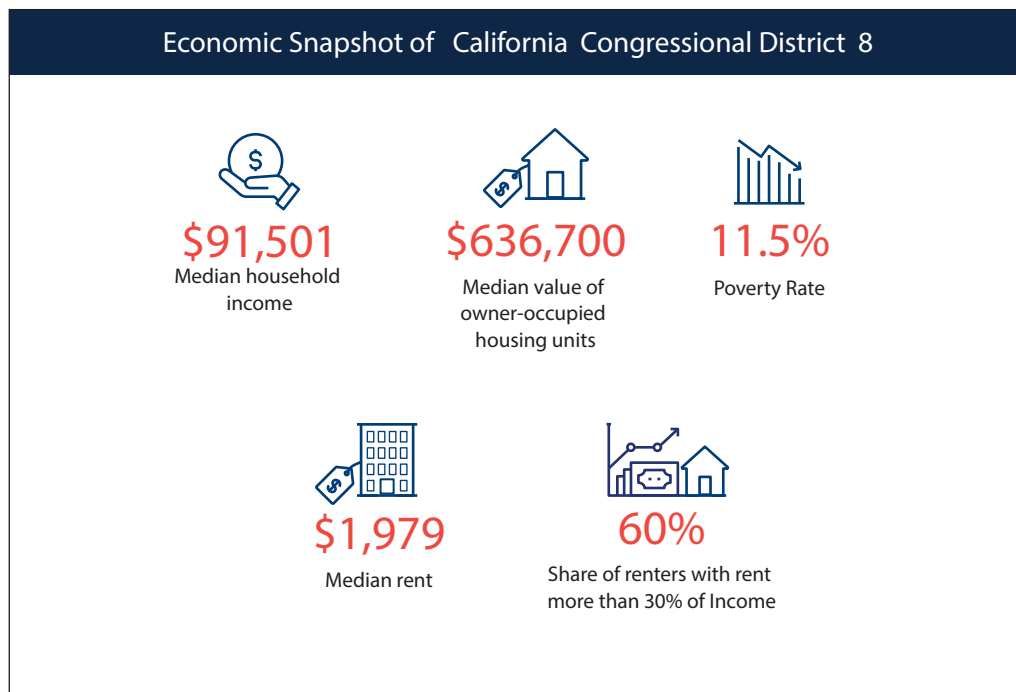 Economic Snapshot of California Congressional District 8
$
$91,501
Median household
income
$
$636,700
Median value of
owner-occupied
housing units
11.5%
Poverty Rate
$
$1,979
Median rent
60%
Share of renters with rent
more than 30% of Income